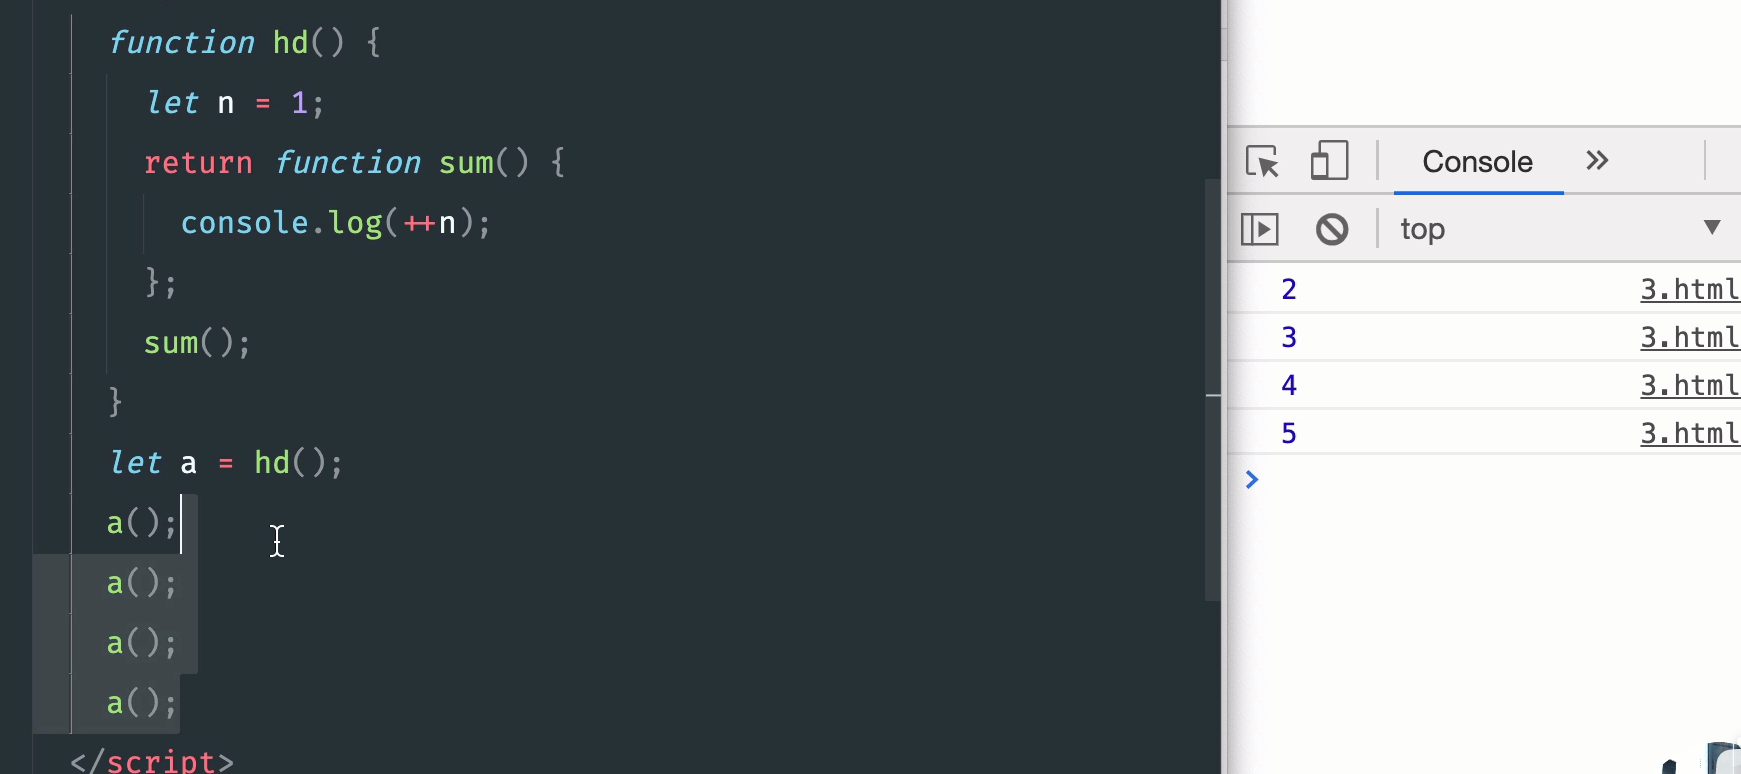 function hd() {
let n = 1;
return function sum() {
console.log(++n);
};
sum();
}
let a = hd();
a();
a();
a();
a();
</script>
Console »
top
2 3.html
3 3.html
4 3.html
5 3.html
>